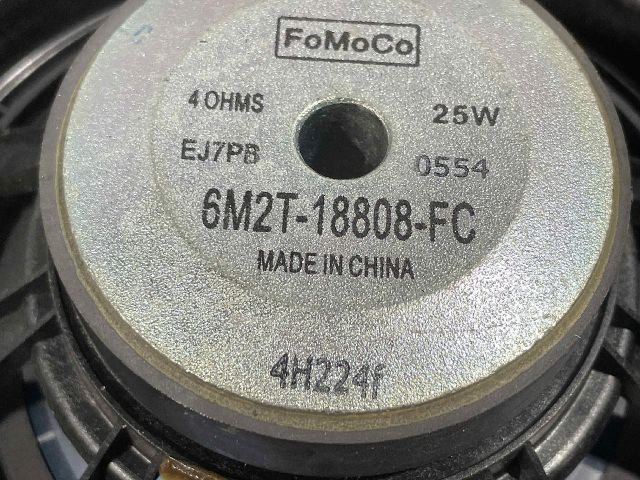 FoMoCo
4 OHMS 25W
EJ7PB 0554
6M2T-18808-FC
MADE IN CHINA
4H224f